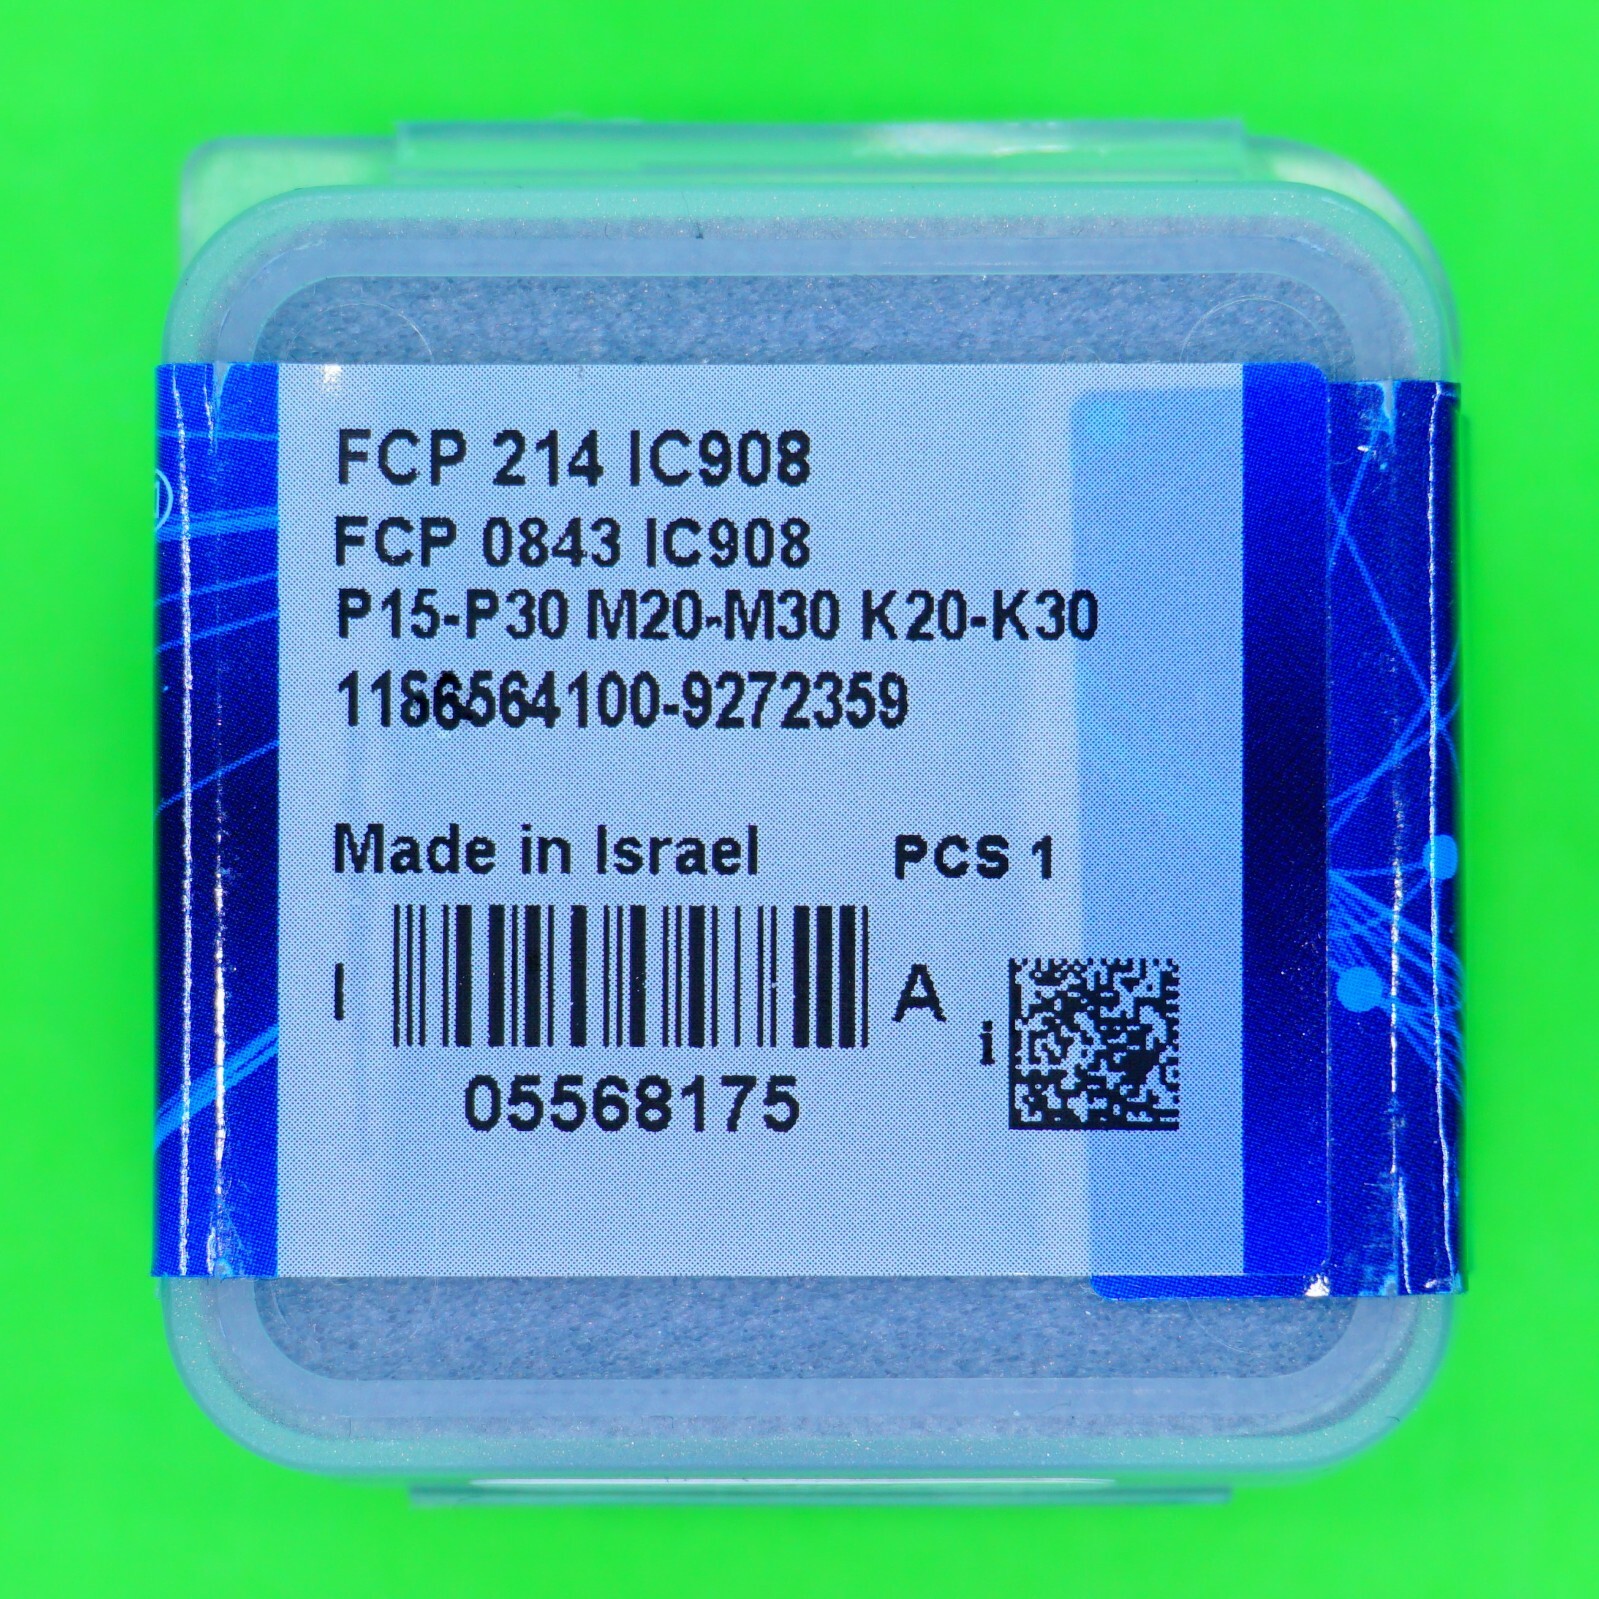 FCP 214 IC908
FCP 0843 IC908
P15-P30 M20-M30 K20-K30
Made in Israel PCS 1
I A
i
05568175